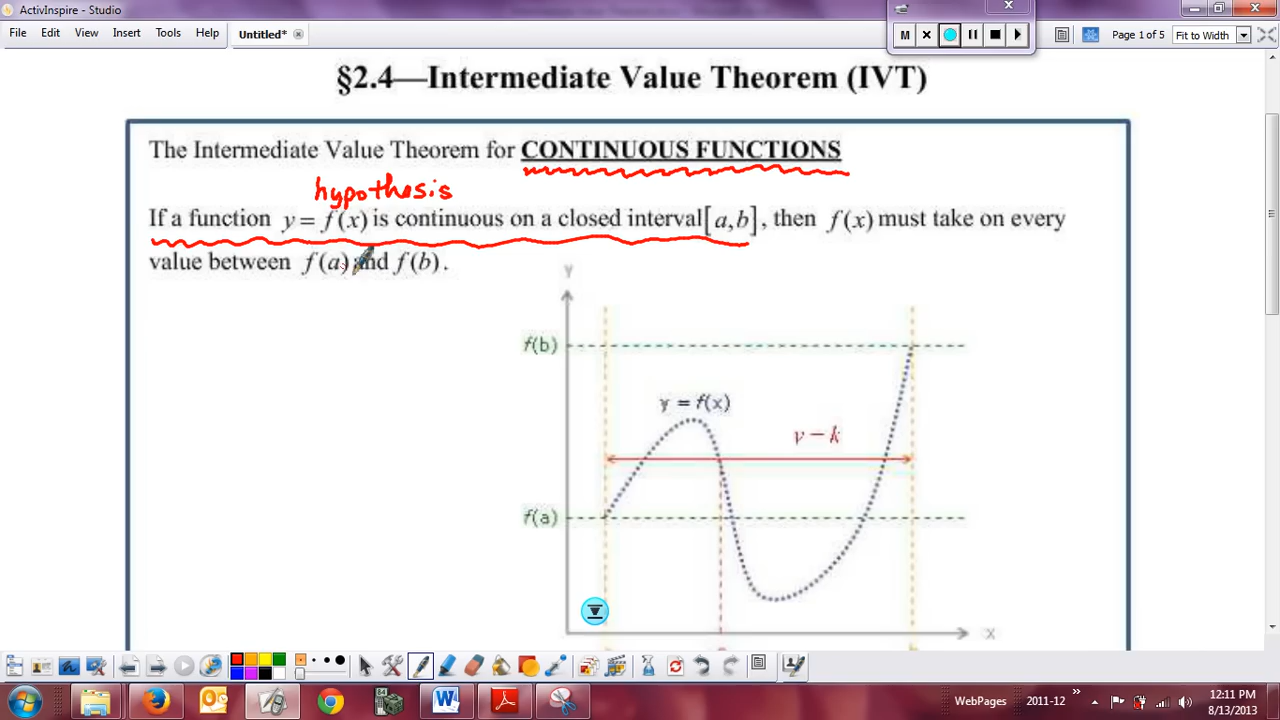 ActivInspire - Studio
File Edit View Insert Tools Help Untitled*
M
Page 1 of 5 Fit to Width
§2.4—Intermediate Value Theorem (IVT)
The Intermediate Value Theorem for CONTINUOUS FUNCTIONS
hypothesis
If a function y = f(x) is continuous on a closed interval [a,b], then f(x) must take on every
value between f(a) and f(b).
Y
f(b)
y = f(x)
y = k
f(a)
x
WebPages 2011-12 »
12:11 PM
8/13/2013